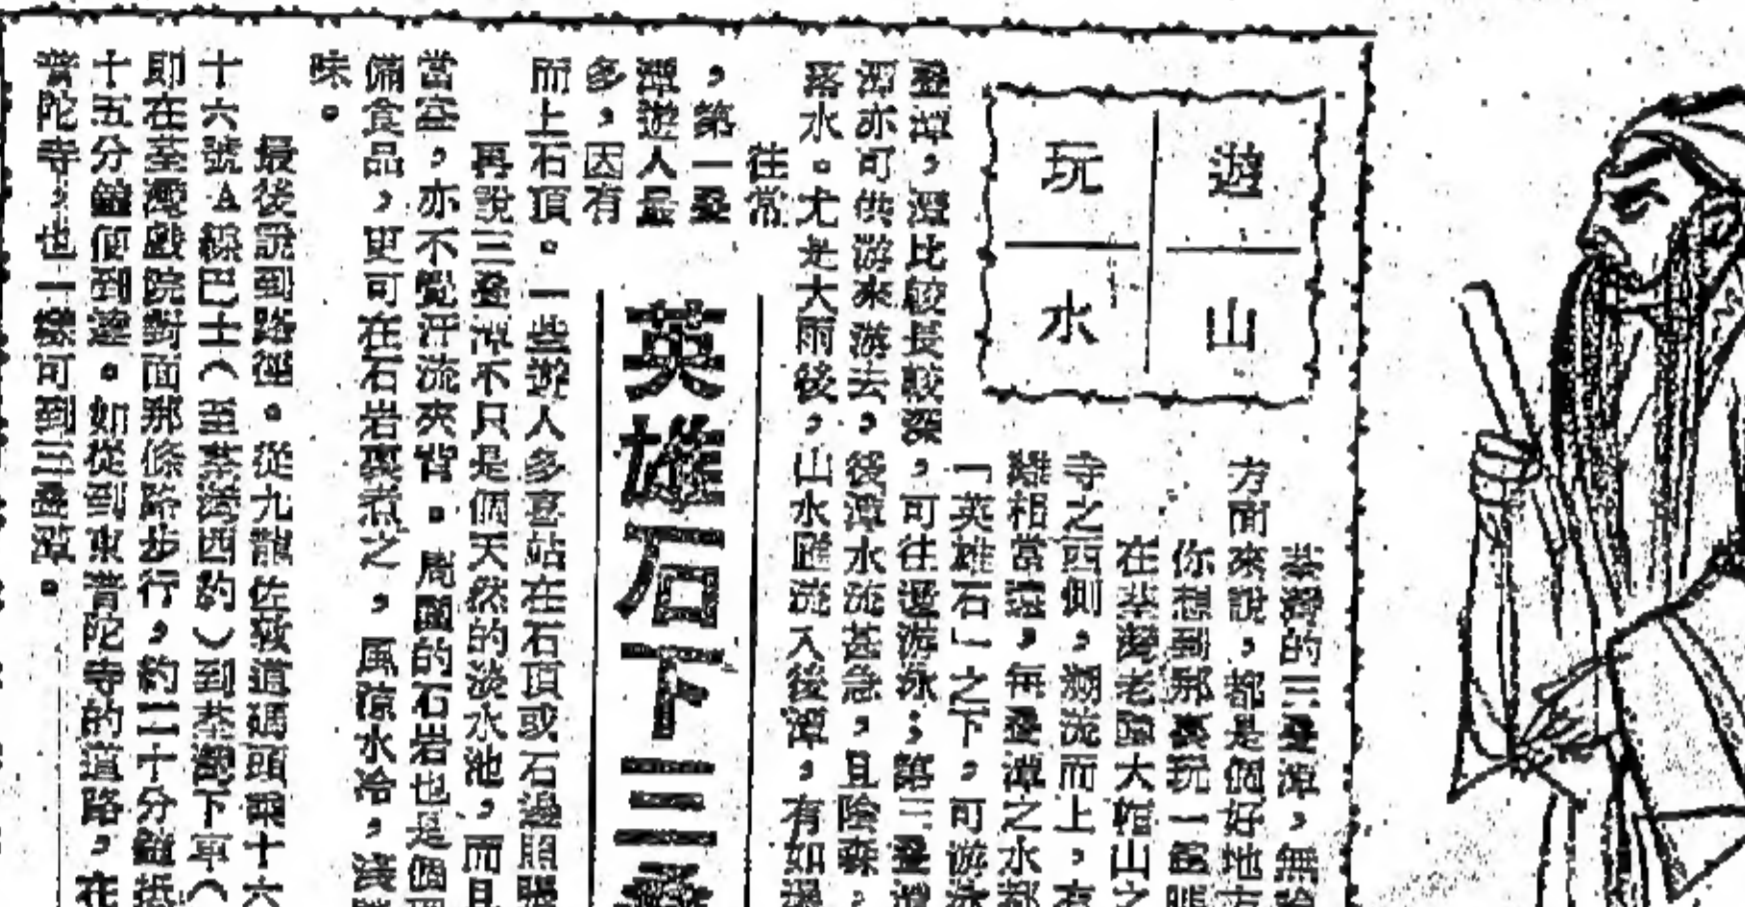 遊山
玩水
荃灣的三疊潭，無論
方面來說，都是個好地方
你想到那裏玩一
在荃灣老圍大帽山之
寺之西側，溯流而上，有
離相當遠，每疊潭之水都
「英雄石」之下，可游泳
疊潭，潭比較長較深，可往返游泳；第三疊潭
潭亦可供游來游去，後潭水流甚急，且陰森，
落水。尤是大雨後，山水匯流入後潭，有如瀑
往常
，第一疊
潭遊人最
多，因有
英雄石下三疊
而上石頂。一些遊人多喜站在石頂或石邊照
再說三疊潭不只是個天然的淡水池，而且
當盔，亦不覺汗流夾背。周圍的石岩也是個
備食品，更可在石岩煑之，風涼水冷，淺
味。
最後說到路徑。從九龍佐敦道碼頭乘十六
十六號A線巴士（至荃灣西約）到荃灣下車（
即在荃灣戲院對面那條路步行，約二十分鐘抵
十五分鐘便到達。如從到東普陀寺的道路，在
普陀寺，也一樣可到三疊潭。